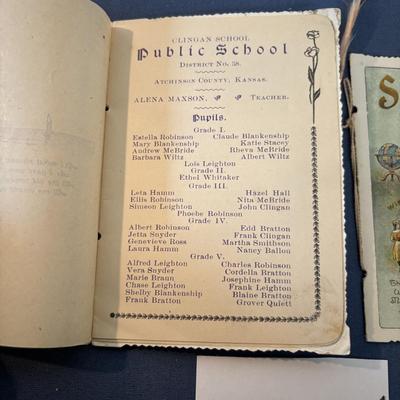 CLINGAN SCHOOL
Public School
DISTRICT NO. 38.
ATCHINSON COUNTY, KANSAS.
ALENA MAXSON, TEACHER.
Pupils.
GRADE I.
Estella Robinson Claude Blankenship
Mary Blankenship Katie Stacey
Andrew McBride Rheva McBride
Barbara Wiltz Albert Wiltz
Lois Leighton
GRADE II.
Ethel Whitaker
GRADE III.
Leta Hamm Hazel Hall
Ellis Robinson Nita McBride
Simeon Leighton John Clingan
Phoebe Robinson
GRADE IV.
Albert Robinson Edd Bratton
Jetta Snyder Frank Clingan
Genevieve Ross Martha Smithson
Laura Hamm Nancy Ballou
GRADE V.
Alfred Leighton Charles Robinson
Vera Snyder Cordella Bratton
Marie Braun Josephine Hamm
Chase Leighton Frank Leighton
Shelby Blankenship Blaine Bratton
Frank Bratton Grover Quiett
S